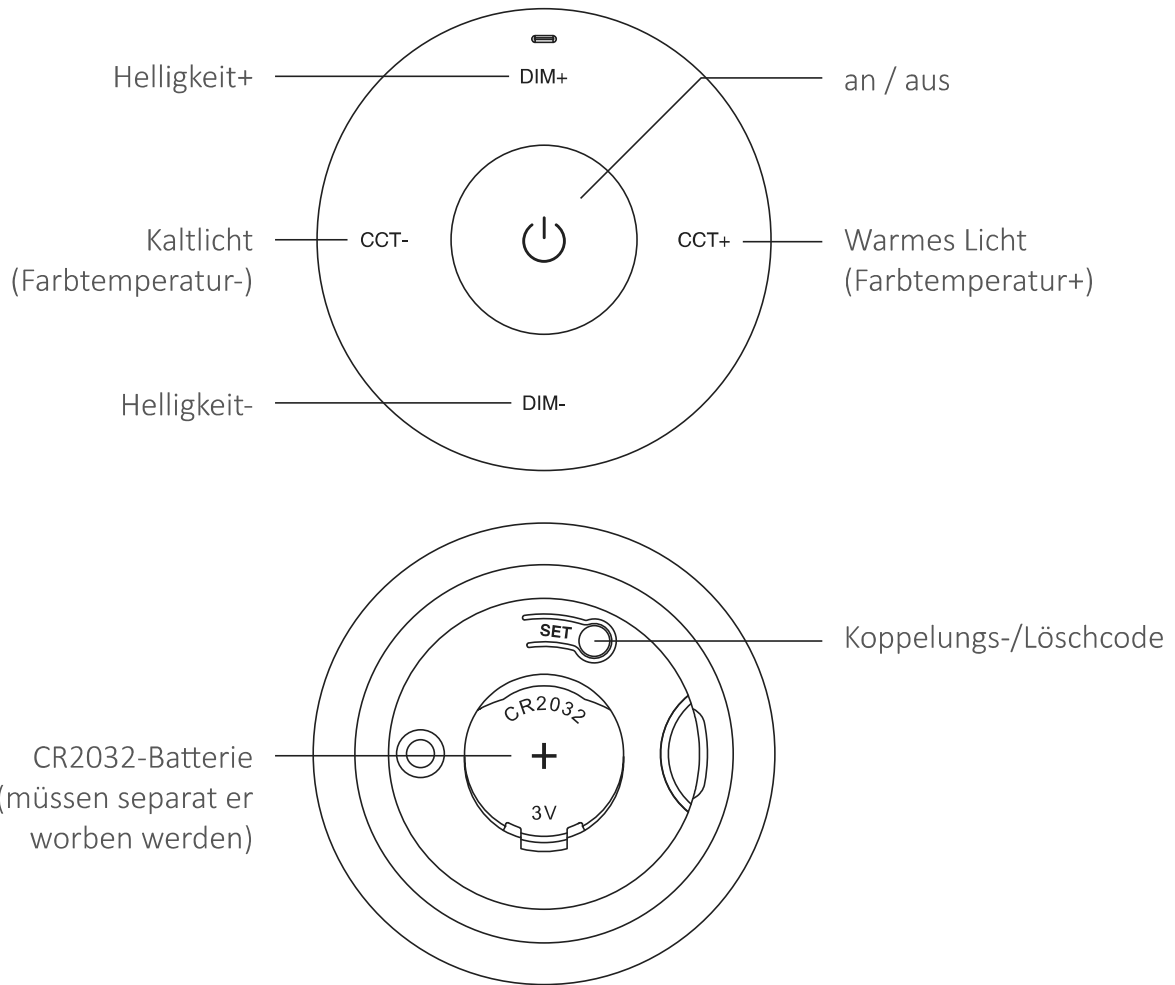 Helligkeit+
DIM+
an / aus
Kaltlicht
(Farbtemperatur-)
CCT-
CCT+
Warmes Licht
(Farbtemperatur+)
Helligkeit-
DIM-
SET
Koppelungs-/Löschcode
CR2032
+
3V
CR2032-Batterie
(müssen separat er
worben werden)